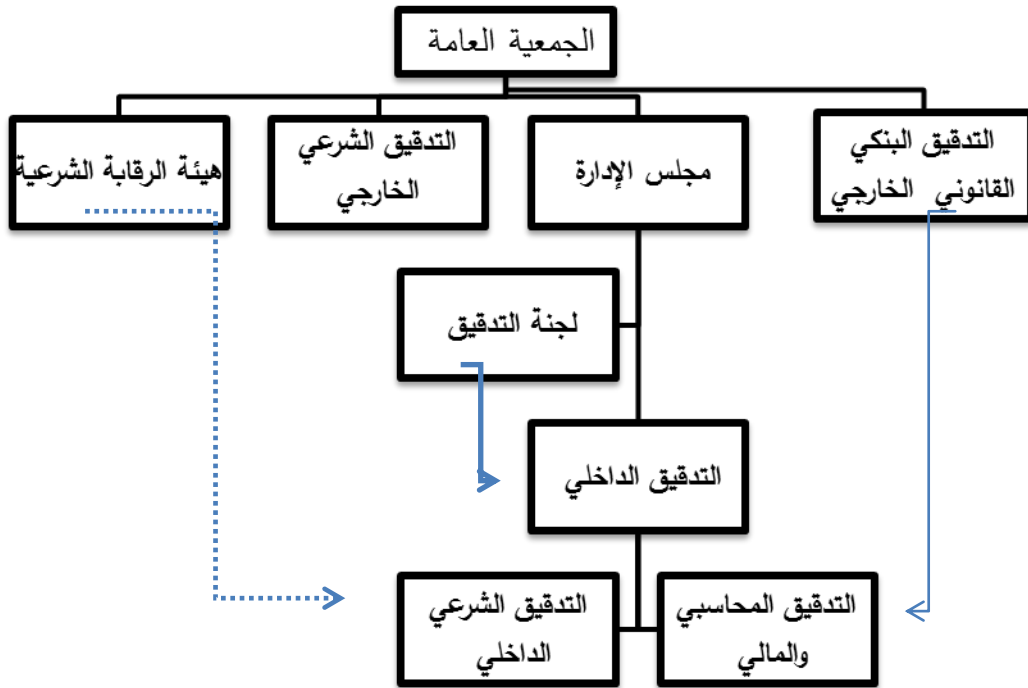 الجمعية العامة
التدقيق البنكي
القانوني الخارجي
مجلس الإدارة
التدقيق الشرعي
الخارجي
هيئة الرقابة الشرعية
لجنة التدقيق
التدقيق الداخلي
التدقيق المحاسبي
والمالي
التدقيق الشرعي
الداخلي